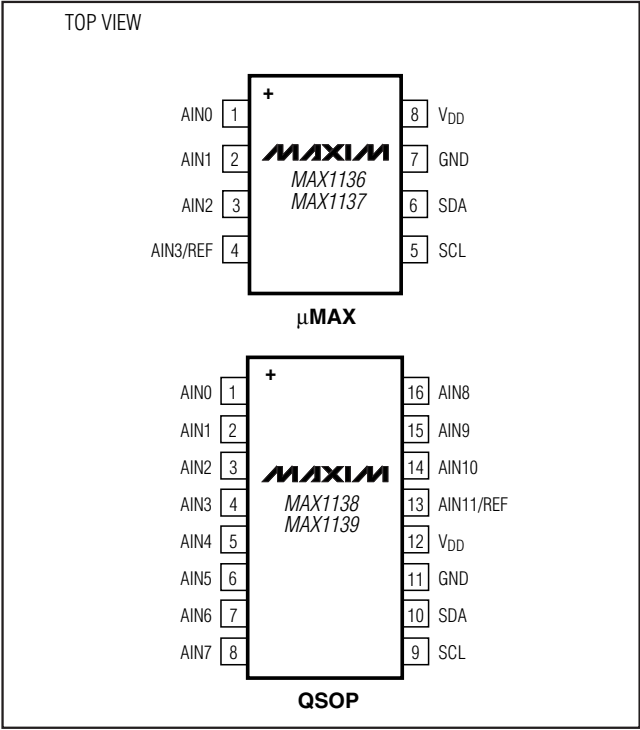 TOP VIEW
+
AIN0 1 8 VDD
AIN1 2 MAXIM 7 GND
MAX1136
AIN2 3 MAX1137 6 SDA
AIN3/REF 4 5 SCL
µMAX
+
AIN0 1 16 AIN8
AIN1 2 15 AIN9
AIN2 3 MAXIM 14 AIN10
AIN3 4 MAX1138 13 AIN11/REF
MAX1139
AIN4 5 12 VDD
AIN5 6 11 GND
AIN6 7 10 SDA
AIN7 8 9 SCL
QSOP